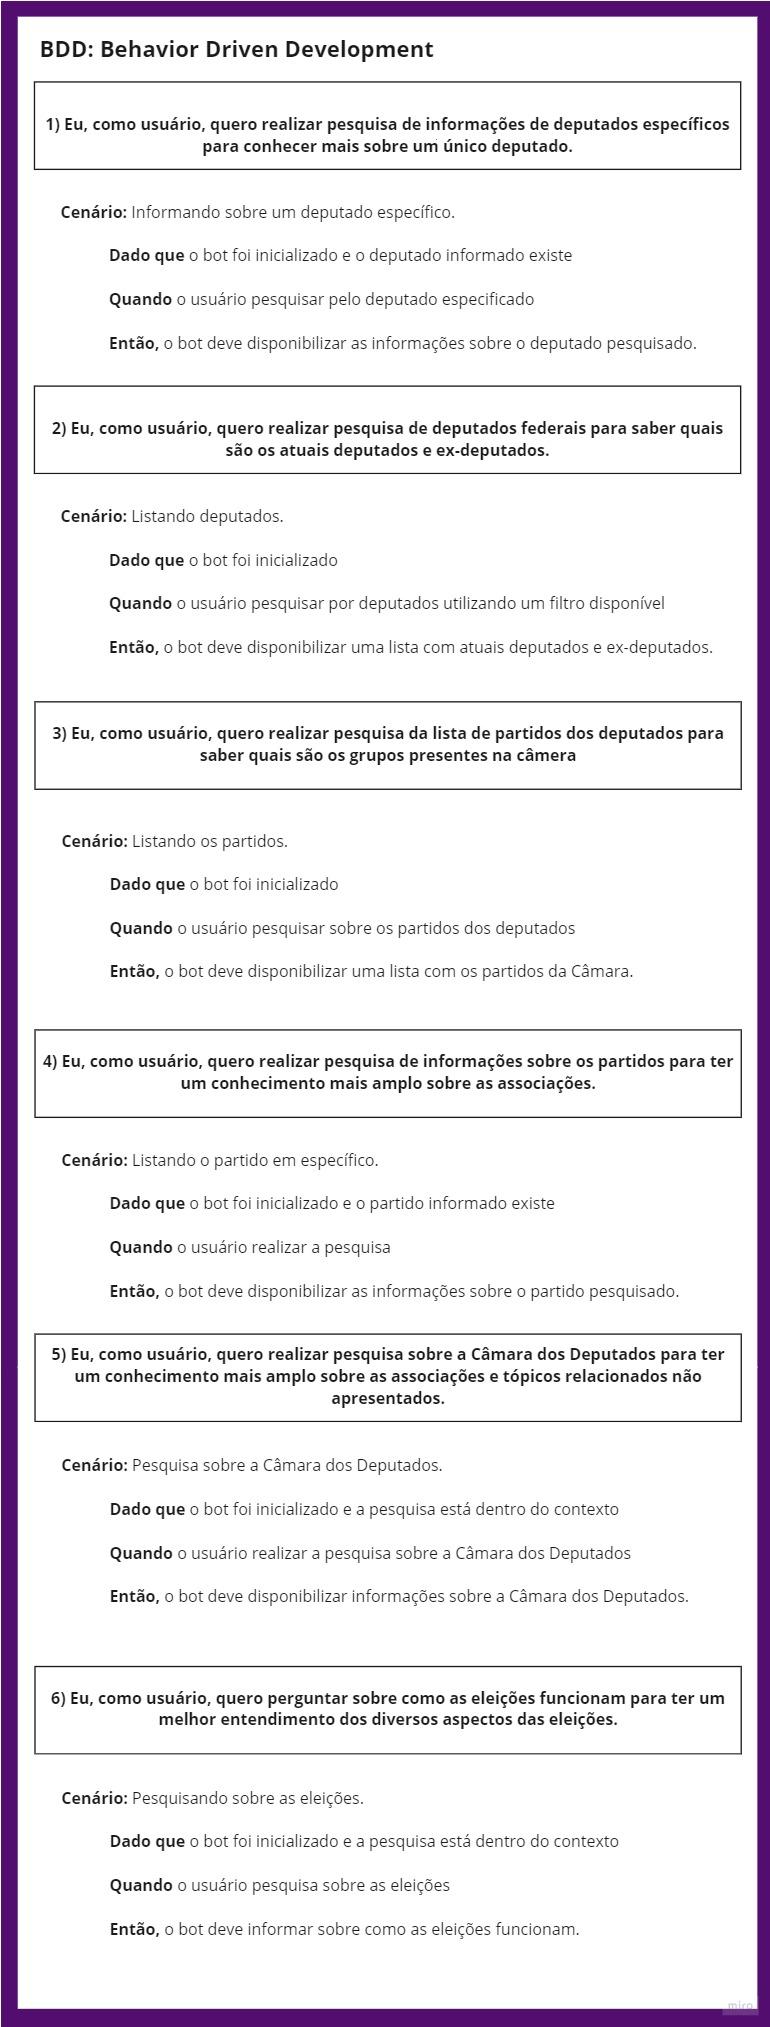 BDD: Behavior Driven Development
1) Eu, como usuário, quero realizar pesquisa de informações de deputados específicos
para conhecer mais sobre um único deputado.
Cenário: Informando sobre um deputado específico.
Dado que o bot foi inicializado e o deputado informado existe
Quando o usuário pesquisar pelo deputado especificado
Então, o bot deve disponibilizar as informações sobre o deputado pesquisado.
2) Eu, como usuário, quero realizar pesquisa de deputados federais para saber quais
são os atuais deputados e ex-deputados.
Cenário: Listando deputados.
Dado que o bot foi inicializado
Quando o usuário pesquisar por deputados utilizando um filtro disponível
Então, o bot deve disponibilizar uma lista com atuais deputados e ex-deputados.
3) Eu, como usuário, quero realizar pesquisa da lista de partidos dos deputados para
saber quais são os grupos presentes na câmera
Cenário: Listando os partidos.
Dado que o bot foi inicializado
Quando o usuário pesquisar sobre os partidos dos deputados
Então, o bot deve disponibilizar uma lista com os partidos da Câmara.
4) Eu, como usuário, quero realizar pesquisa de informações sobre os partidos para ter
um conhecimento mais amplo sobre as associações.
Cenário: Listando o partido em específico.
Dado que o bot foi inicializado e o partido informado existe
Quando o usuário realizar a pesquisa
Então, o bot deve disponibilizar as informações sobre o partido pesquisado.
5) Eu, como usuário, quero realizar pesquisa sobre a Câmara dos Deputados para ter
um conhecimento mais amplo sobre as associações e tópicos relacionados não
apresentados.
Cenário: Pesquisa sobre a Câmara dos Deputados.
Dado que o bot foi inicializado e a pesquisa está dentro do contexto
Quando o usuário realizar a pesquisa sobre a Câmara dos Deputados
Então, o bot deve disponibilizar informações sobre a Câmara dos Deputados.
6) Eu, como usuário, quero perguntar sobre como as eleições funcionam para ter um
melhor entendimento dos diversos aspectos das eleições.
Cenário: Pesquisando sobre as eleições.
Dado que o bot foi inicializado e a pesquisa está dentro do contexto
Quando o usuário pesquisa sobre as eleições
Então, o bot deve informar sobre como as eleições funcionam.
miro